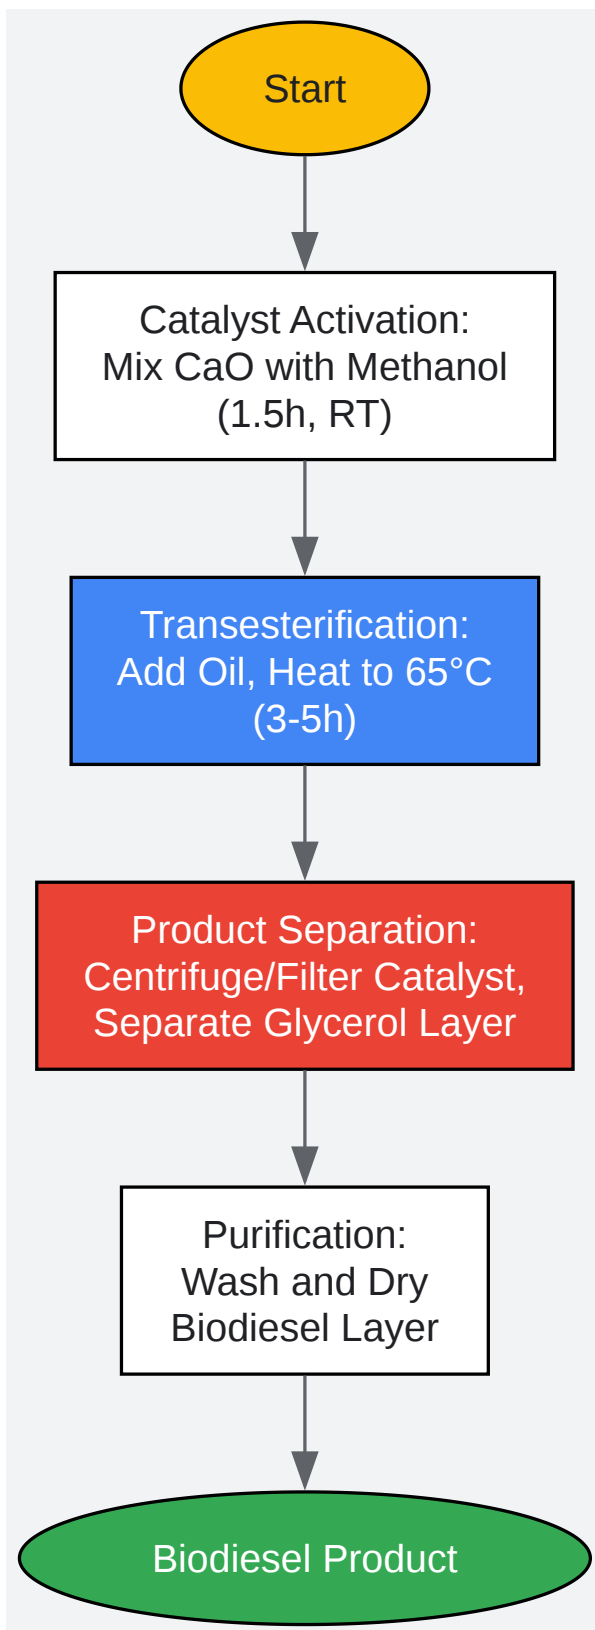 Start
Catalyst Activation:
Mix CaO with Methanol
(1.5h, RT)
Transesterification:
Add Oil, Heat to 65°C
(3-5h)
Product Separation:
Centrifuge/Filter Catalyst,
Separate Glycerol Layer
Purification:
Wash and Dry
Biodiesel Layer
Biodiesel Product